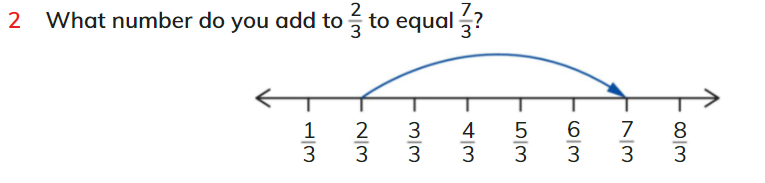 2 What number do you add to 2/3 to equal 7/3?
1/3 2/3 3/3 4/3 5/3 6/3 7/3 8/3